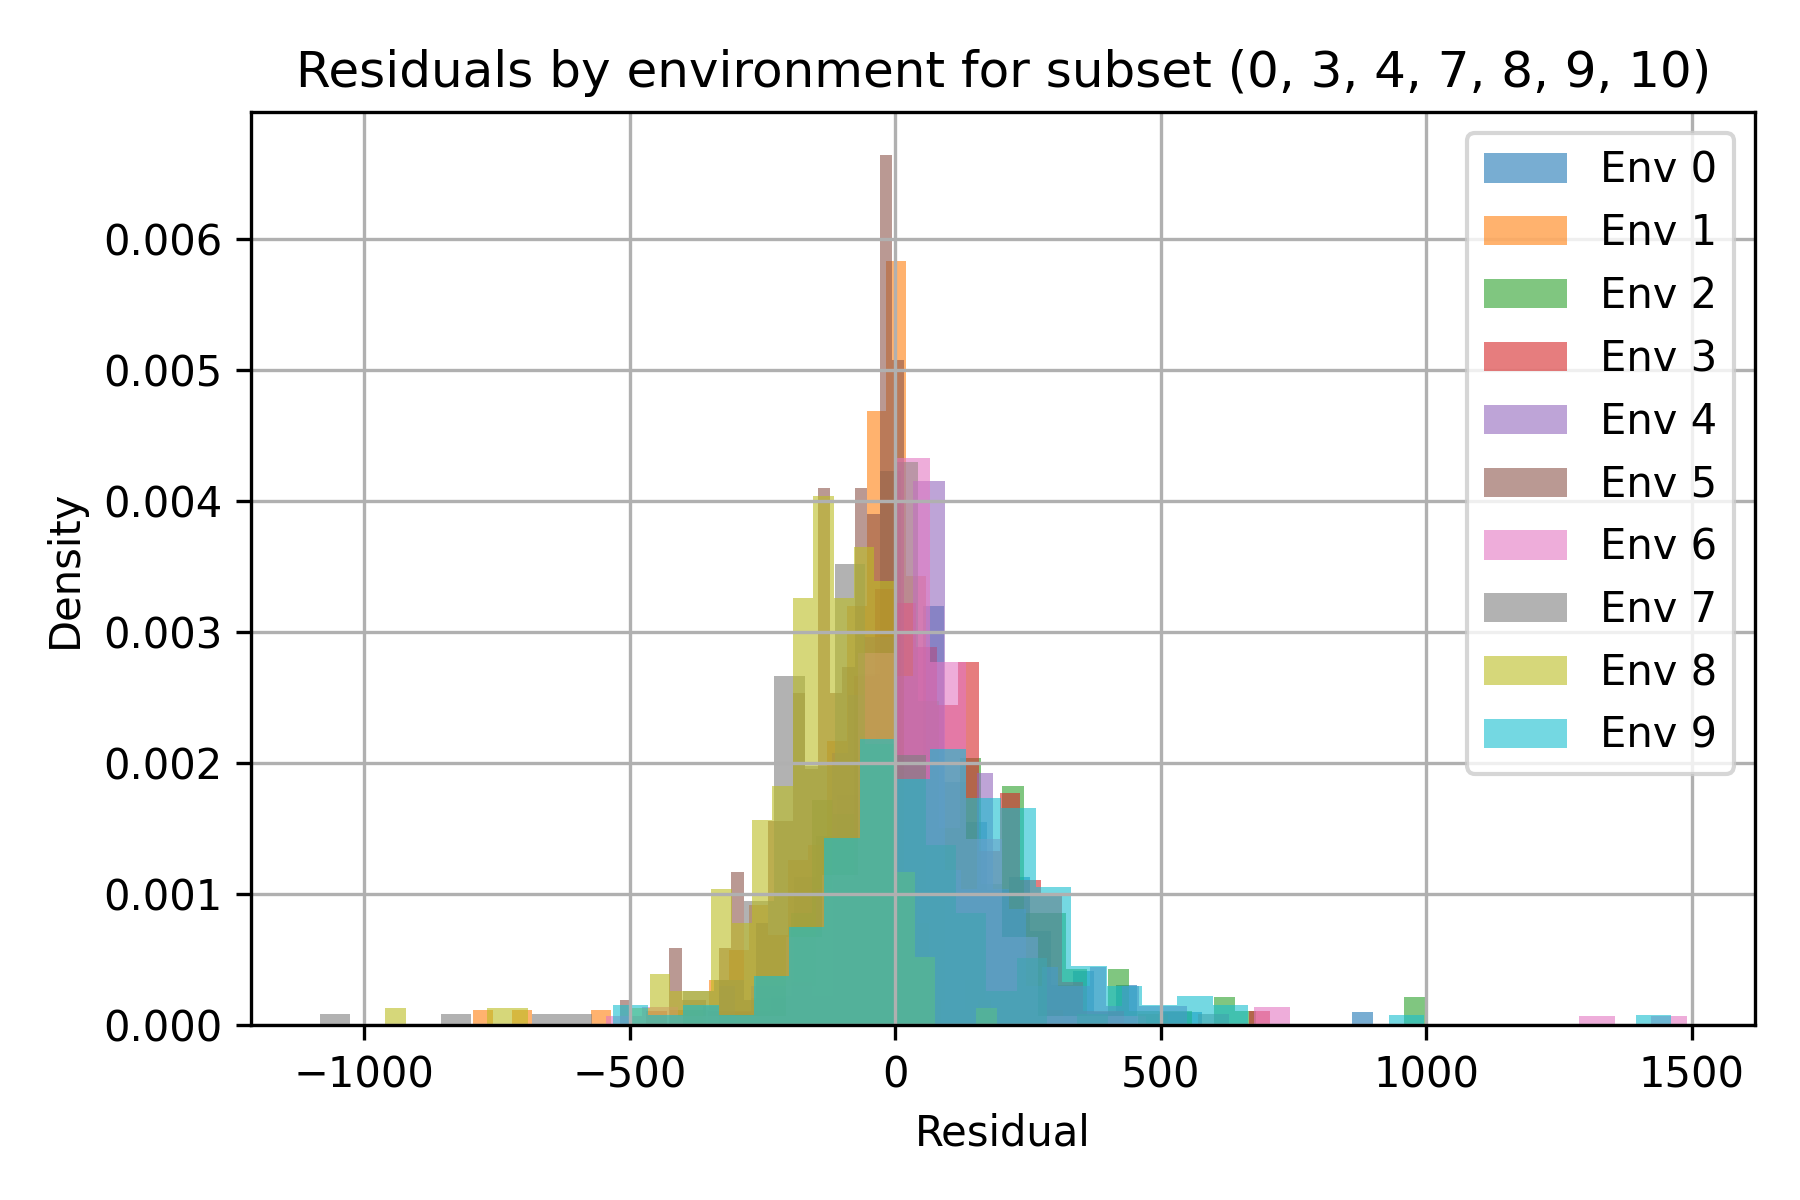 Residuals by environment for subset (0, 3, 4, 7, 8, 9, 10)
Density
0.006
0.005
0.004
0.003
0.002
0.001
0.000
−1000
−500
0
500
1000
1500
Residual
Env 0
Env 1
Env 2
Env 3
Env 4
Env 5
Env 6
Env 7
Env 8
Env 9